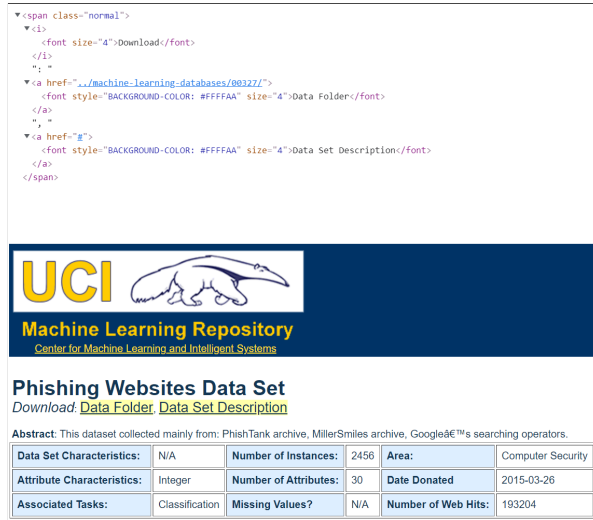 ▼<span class="normal">
▼<i>
<font size="4">Download</font>
</i>
": "
▼<a href="../machine-learning-databases/00327/">
<font style="BACKGROUND-COLOR: #FFFFAA" size="4">Data Folder</font>
</a>
", "
▼<a href="#">
<font style="BACKGROUND-COLOR: #FFFFAA" size="4">Data Set Description</font>
</a>
</span>
UCI
Machine Learning Repository
Center for Machine Learning and Intelligent Systems
Phishing Websites Data Set
Download: Data Folder, Data Set Description
Abstract: This dataset collected mainly from: PhishTank archive, MillerSmiles archive, Googleâ€™s searching operators.
Data Set Characteristics: N/A Number of Instances: 2456 Area: Computer Security
Attribute Characteristics: Integer Number of Attributes: 30 Date Donated 2015-03-26
Associated Tasks: Classification Missing Values? N/A Number of Web Hits: 193204